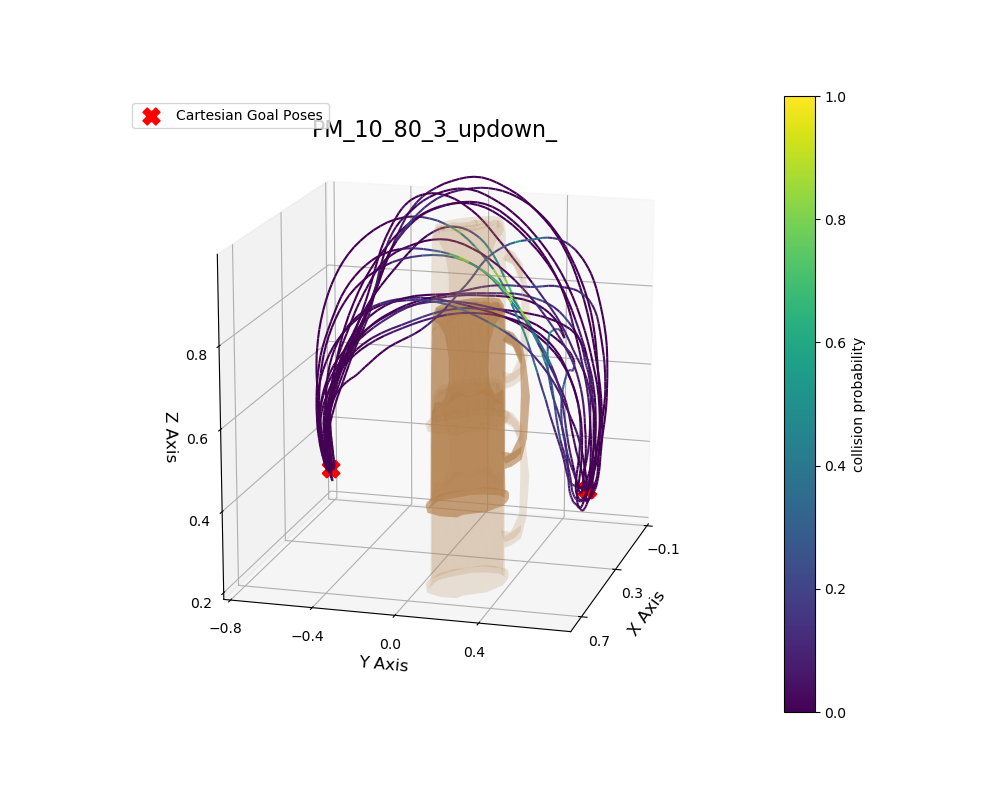 Cartesian Goal Poses
PM_10_80_3_updown_
1.0
0.8
0.6
0.4
0.2
0.0
collision probability
0.8
0.6
0.4
0.2
Z Axis
−0.8
−0.4
0.0
0.4
Y Axis
−0.1
0.3
0.7
X Axis